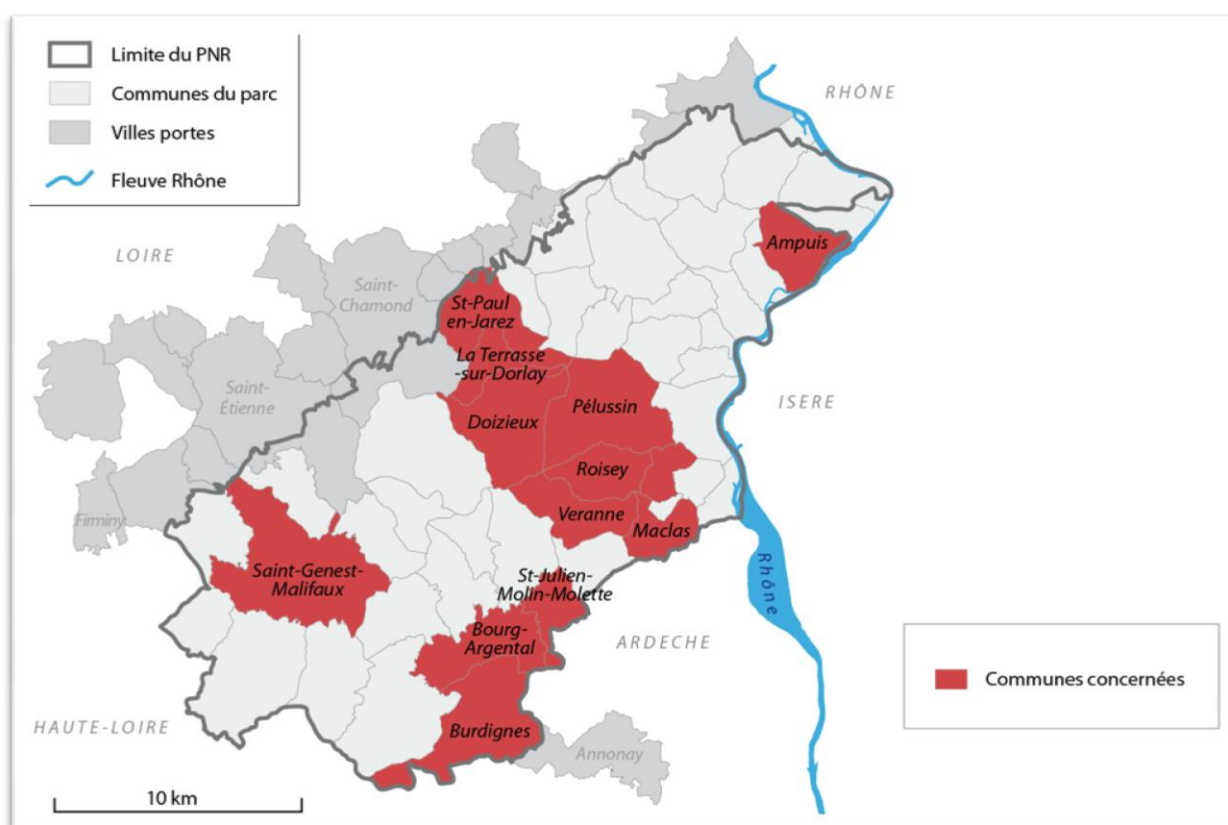 Limite du PNR
Communes du parc
Villes portes
Fleuve Rhône
RHÔNE
LOIRE
Ampuis
Saint-
Chamond
St-Paul
en-Jarez
La Terrasse
-sur-Dorlay
Saint-
Étienne
Pélussin
ISERE
Doizieux
Roisey
Veranne
Maclas
Firminy
Saint-Genest-
Malifaux
St-Julien-
Molin-Molette
Rhône
Bourg-
Argental
ARDECHE
Communes concernées
HAUTE-LOIRE
Burdignes
Annonay
10 km